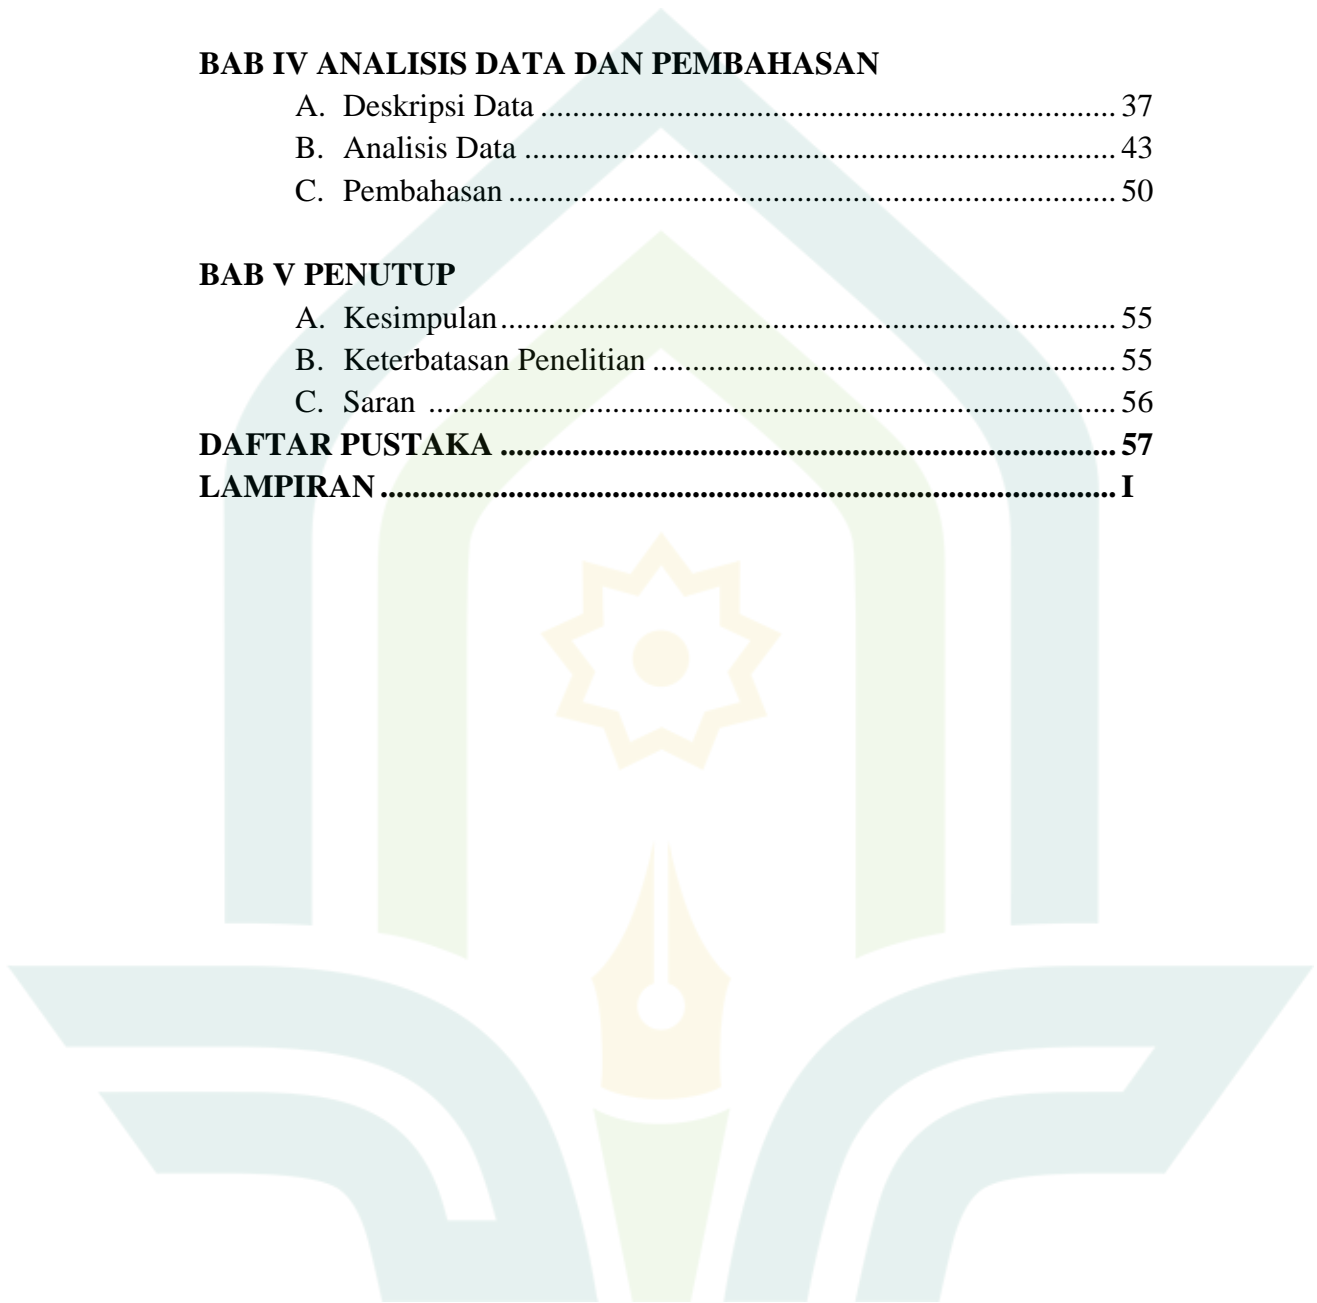 BAB IV ANALISIS DATA DAN PEMBAHASAN
A. Deskripsi Data ........................................................................ 37
B. Analisis Data .......................................................................... 43
C. Pembahasan ............................................................................ 50
BAB V PENUTUP
A. Kesimpulan ............................................................................. 55
B. Keterbatasan Penelitian .......................................................... 55
C. Saran ...................................................................................... 56
DAFTAR PUSTAKA ............................................................................. 57
LAMPIRAN ............................................................................................ I